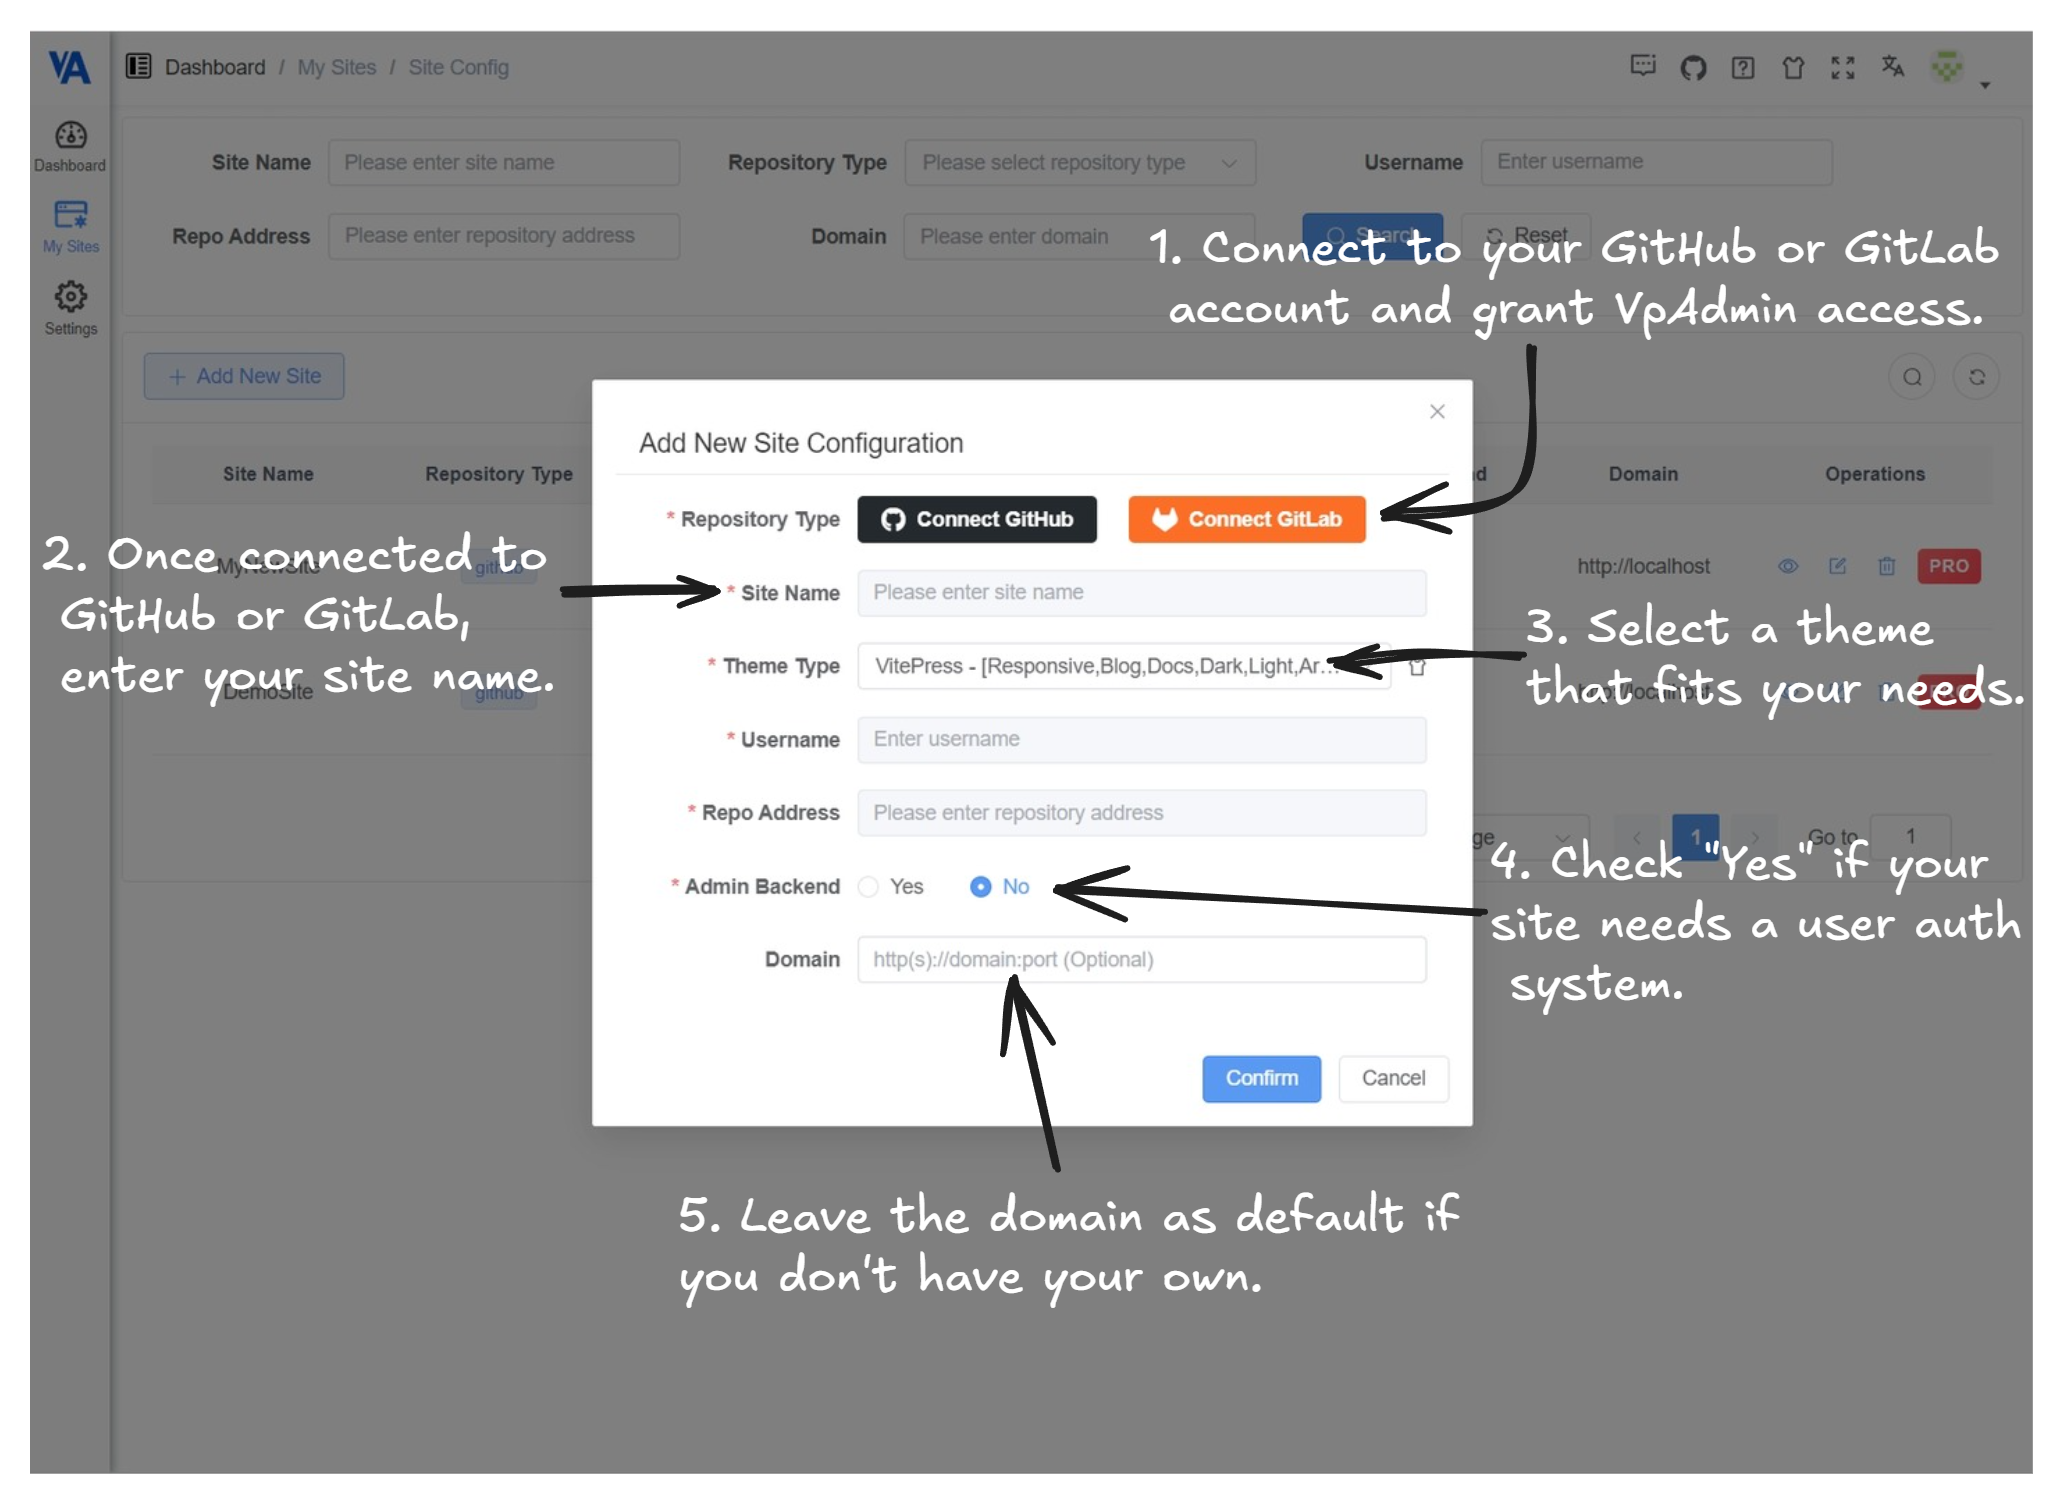 VA
Dashboard / My Sites / Site Config
Dashboard
My Sites
Settings
Site Name
Please enter site name
Repository Type
Please select repository type
Username
Enter username
Repo Address
Please enter repository address
Domain
Please enter domain
Search
Reset
1. Connect to your GitHub or GitLab
account and grant VpAdmin access.
+ Add New Site
Site Name
Repository Type
Domain
Operations
MyNewSite
github
http://localhost
PRO
DemoSite
github
http://localhost
PRO
1
Go to
1
Add New Site Configuration
* Repository Type
Connect GitHub
Connect GitLab
* Site Name
Please enter site name
* Theme Type
VitePress - [Responsive,Blog,Docs,Dark,Light,Ar...
* Username
Enter username
* Repo Address
Please enter repository address
* Admin Backend
Yes
No
Domain
http(s)://domain:port (Optional)
Confirm
Cancel
2. Once connected to
GitHub or GitLab,
enter your site name.
3. Select a theme
that fits your needs.
4. Check "Yes" if your
site needs a user auth
system.
5. Leave the domain as default if
you don't have your own.